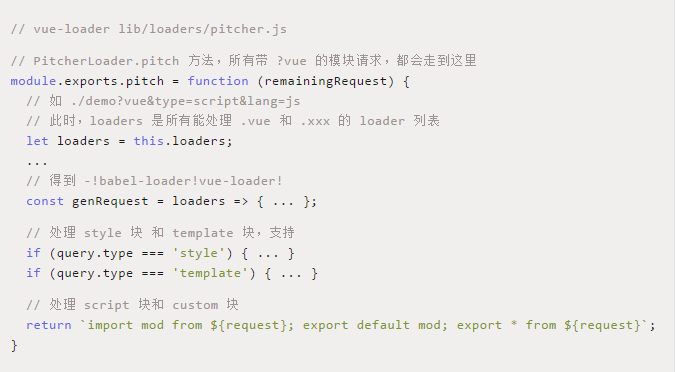 // vue-loader lib/loaders/pitcher.js
// PitcherLoader.pitch 方法，所有带 ?vue 的模块请求，都会走到这里
module.exports.pitch = function (remainingRequest) {
// 如 ./demo?vue&type=script&lang=js
// 此时，loaders 是所有能处理 .vue 和 .xxx 的 loader 列表
let loaders = this.loaders;
...
// 得到 -!babel-loader!vue-loader!
const genRequest = loaders => { ... };
// 处理 style 块 和 template 块，支持
if (query.type === 'style') { ... }
if (query.type === 'template') { ... }
// 处理 script 块和 custom 块
return `import mod from ${request}; export default mod; export * from ${request}`;
}